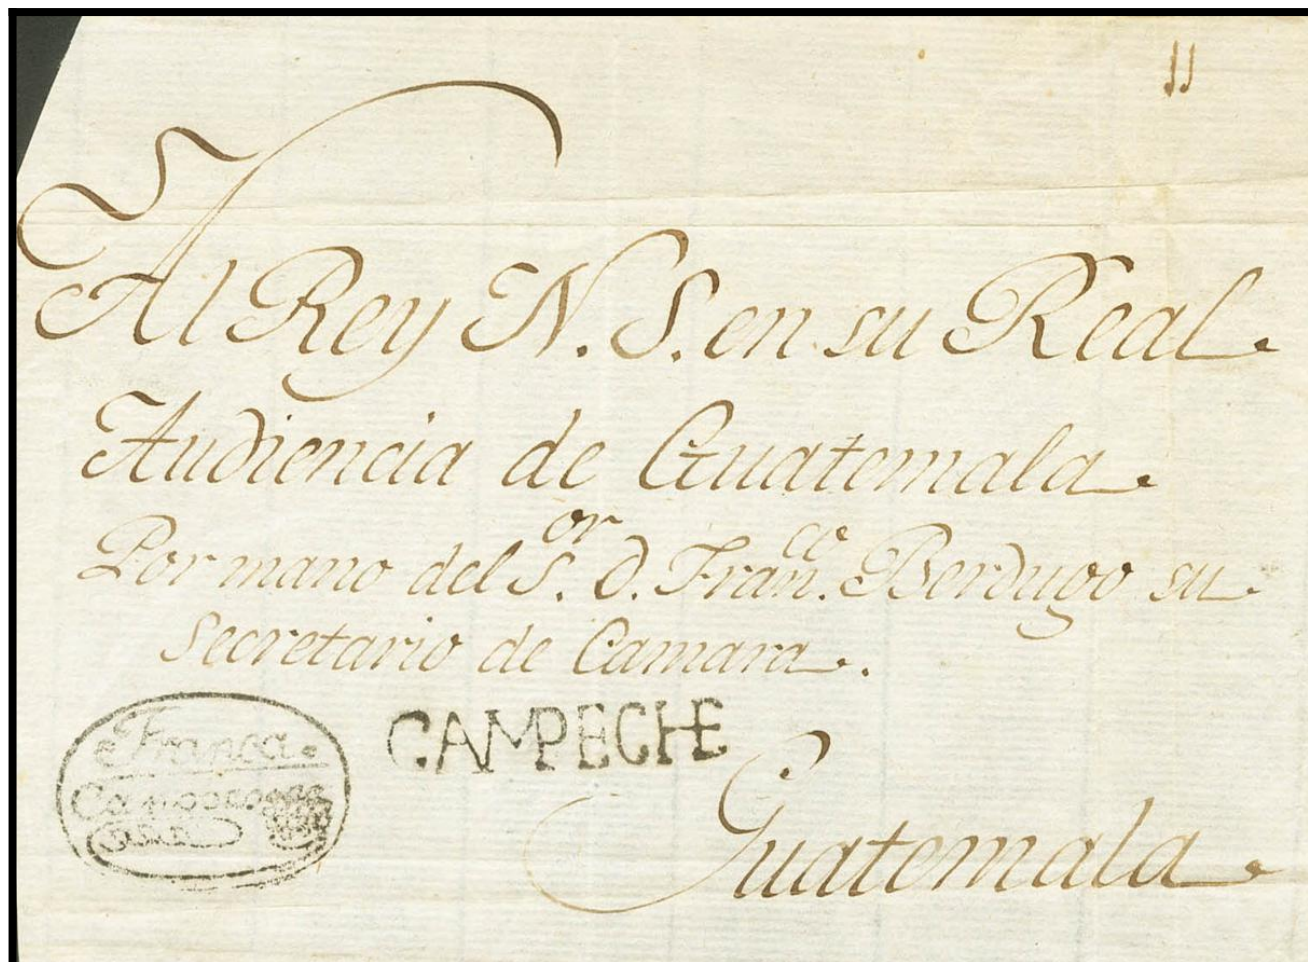 Al Rey N. S. en su Real
Audiencia de Guatemala
Por mano del S.or D. Fran.co Berdugo su
Secretario de Camara.
Franca
CAMPECHE
Guatemala